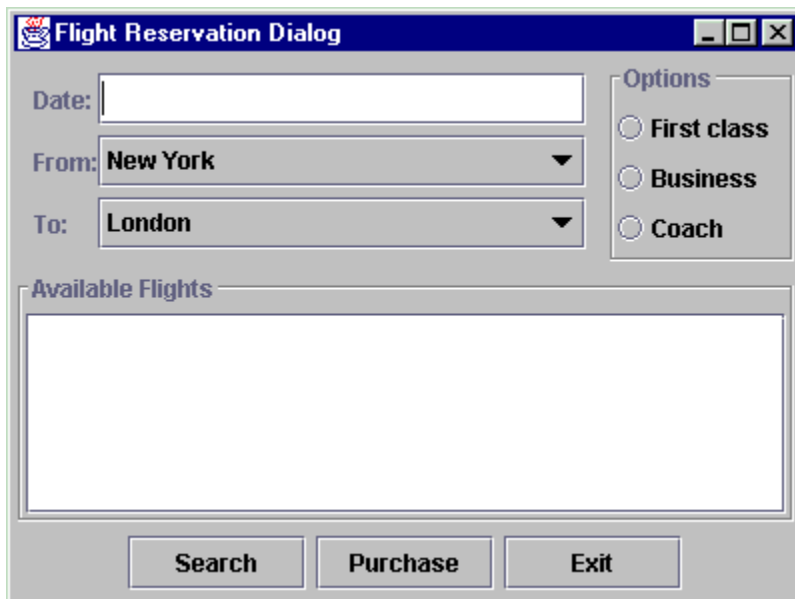 Flight Reservation Dialog
Date:
From: New York
To: London
Options
First class
Business
Coach
Available Flights
Search Purchase Exit